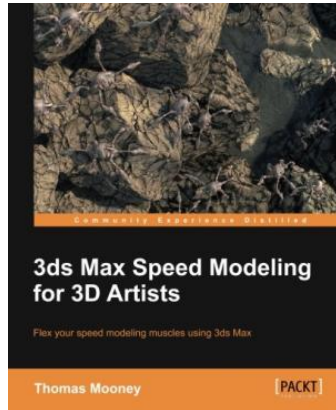 Community Experience Distilled
3ds Max Speed Modeling
for 3D Artists
Flex your speed modeling muscles using 3ds Max
Thomas Mooney
[PACKT]